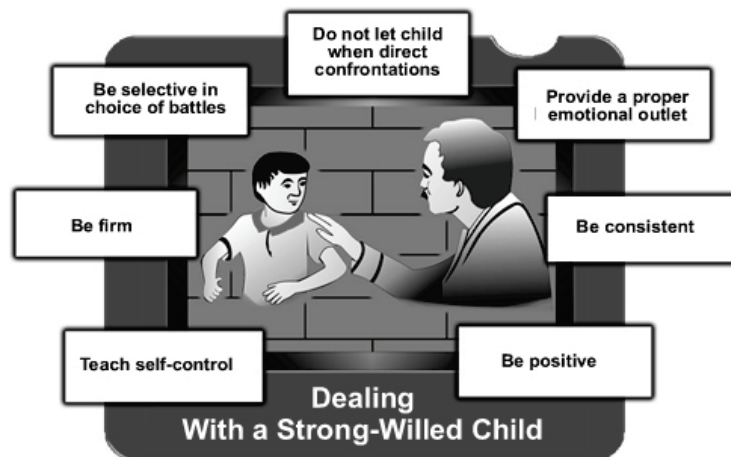 Do not let child
when direct
confrontations
Be selective in
choice of battles
Provide a proper
emotional outlet
Be firm
Be consistent
Teach self-control
Be positive
Dealing
With a Strong-Willed Child